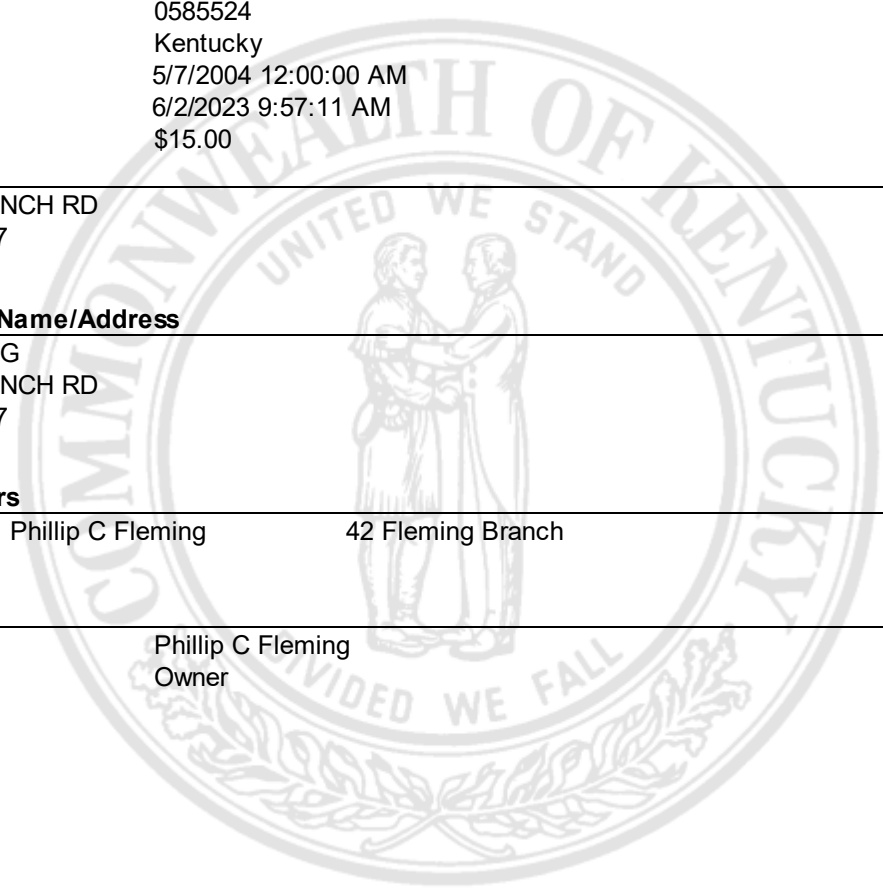 0585524
Kentucky
5/7/2004 12:00:00 AM
6/2/2023 9:57:11 AM
$15.00
NCH RD
7
Name/Address
G
NCH RD
7
rs
Phillip C Fleming 42 Fleming Branch
Phillip C Fleming
Owner
COMMONWEALTH OF KENTUCKY
UNITED WE STAND
DIVIDED WE FALL